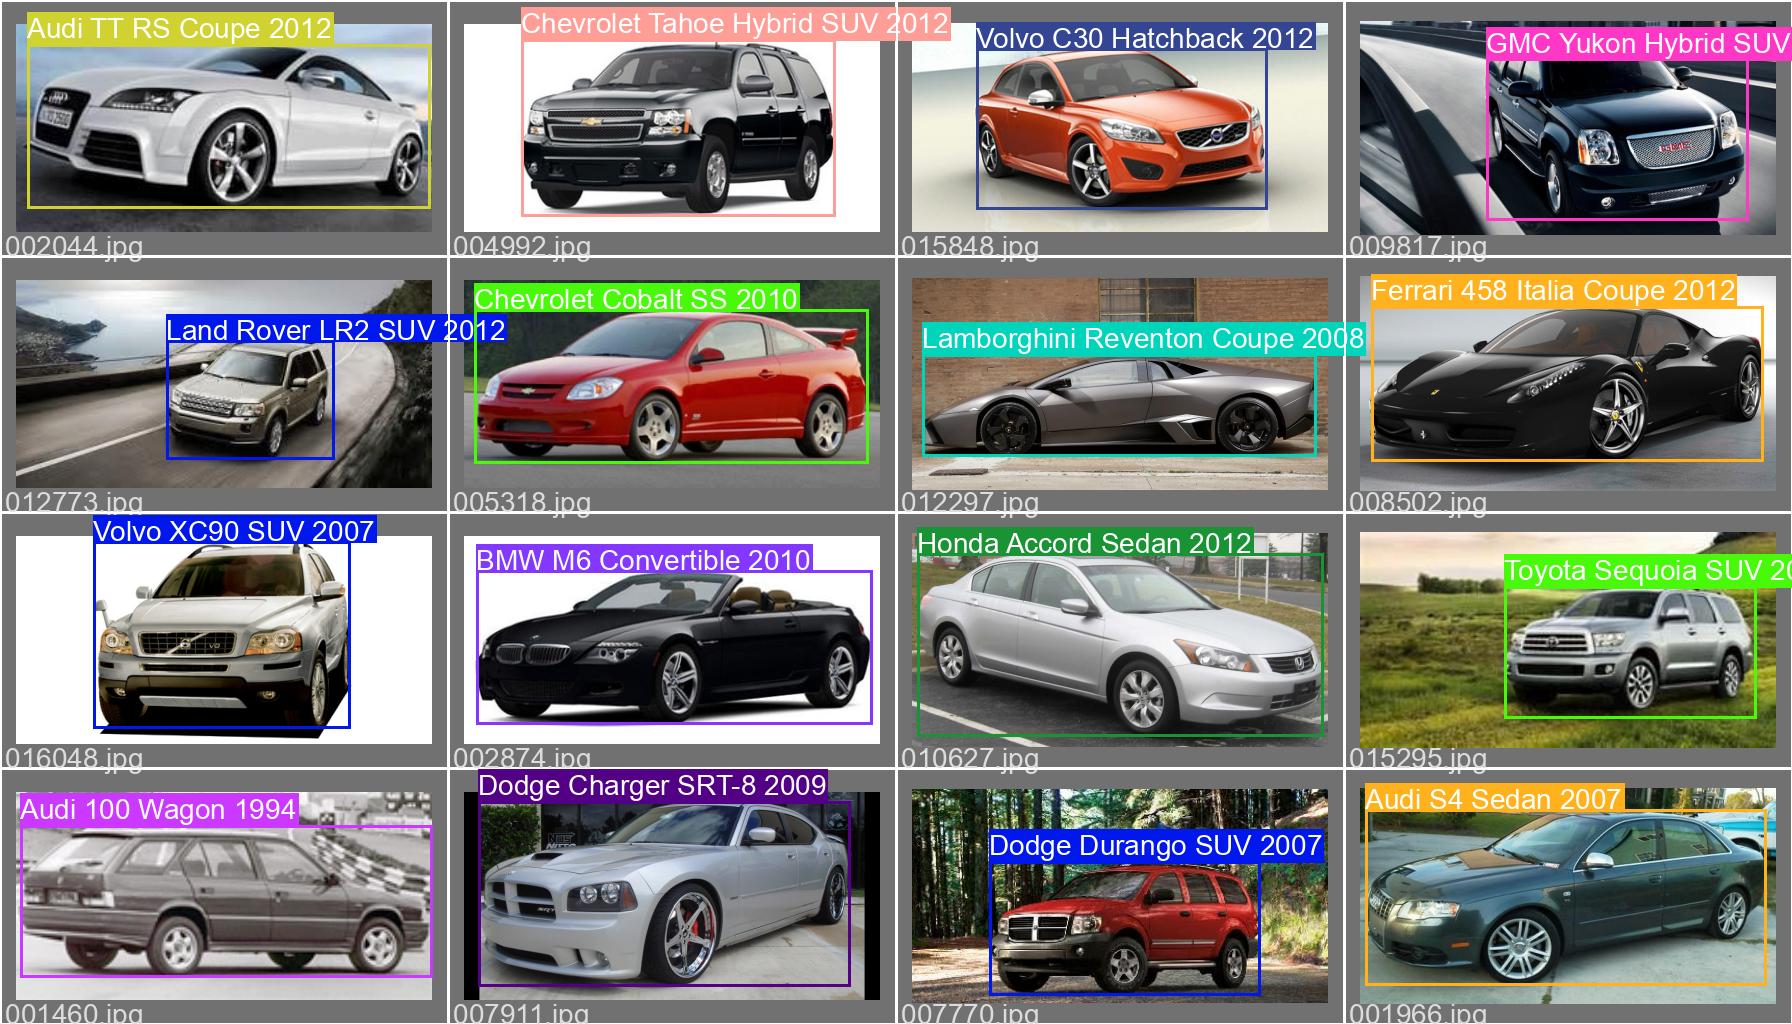 Audi TT RS Coupe 2012
Chevrolet Tahoe Hybrid SUV 2012
Volvo C30 Hatchback 2012
GMC Yukon Hybrid SUV
GMC
002044.jpg
004992.jpg
015848.jpg
009817.jpg
Land Rover LR2 SUV 2012
Chevrolet Cobalt SS 2010
Lamborghini Reventon Coupe 2008
Ferrari 458 Italia Coupe 2012
012773.jpg
005318.jpg
012297.jpg
008502.jpg
Volvo XC90 SUV 2007
BMW M6 Convertible 2010
Honda Accord Sedan 2012
Toyota Sequoia SUV 20
016048.jpg
002874.jpg
010627.jpg
015295.jpg
Audi 100 Wagon 1994
Dodge Charger SRT-8 2009
Dodge Durango SUV 2007
Audi S4 Sedan 2007
SRT
001460.jpg
007911.jpg
007770.jpg
001966.jpg